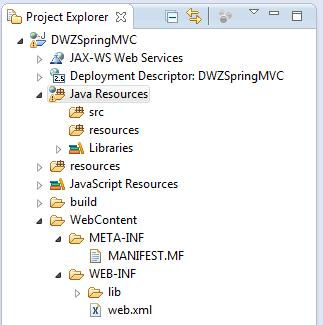 Project Explorer
DWZSpringMVC
JAX-WS Web Services
Deployment Descriptor: DWZSpringMVC
Java Resources
src
resources
Libraries
resources
JavaScript Resources
build
WebContent
META-INF
MANIFEST.MF
WEB-INF
lib
web.xml